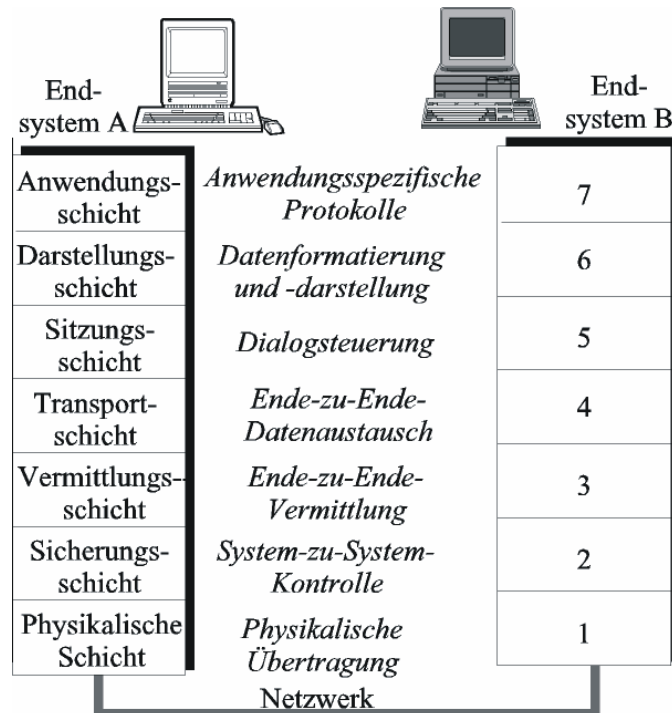 End-
system A
End-
system B
Anwendungs-
schicht
Anwendungsspezifische
Protokolle
7
Darstellungs-
schicht
Datenformatierung
und -darstellung
6
Sitzungs-
schicht
Dialogsteuerung
5
Transport-
schicht
Ende-zu-Ende-
Datenaustausch
4
Vermittlungs--
schicht
Ende-zu-Ende-
Vermittlung
3
Sicherungs-
schicht
System-zu-System-
Kontrolle
2
Physikalische
Schicht
Physikalische
Übertragung
1
Netzwerk